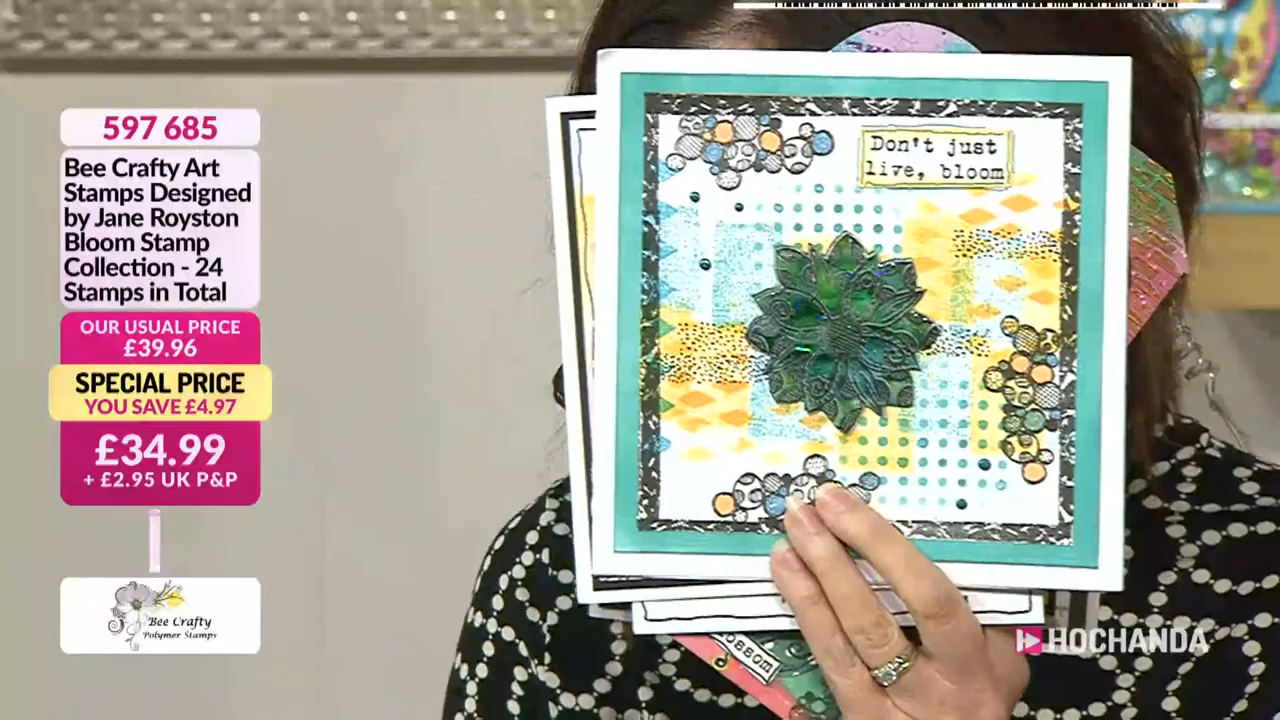 597 685
Bee Crafty Art
Stamps Designed
by Jane Royston
Bloom Stamp
Collection - 24
Stamps in Total
OUR USUAL PRICE
£39.96
SPECIAL PRICE
YOU SAVE £4.97
£34.99
+ £2.95 UK P&P
Bee Crafty
Polymer Stamps
Don't just
live, bloom
HOCHANDA